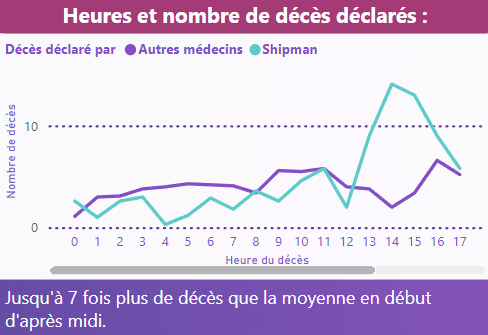 Heures et nombre de décès déclarés :
Décès déclaré par Autres médecins Shipman
Nombre de décès
10
0
0 1 2 3 4 5 6 7 8 9 10 11 12 13 14 15 16 17
Heure du décès
Jusqu'à 7 fois plus de décès que la moyenne en début
d'après midi.